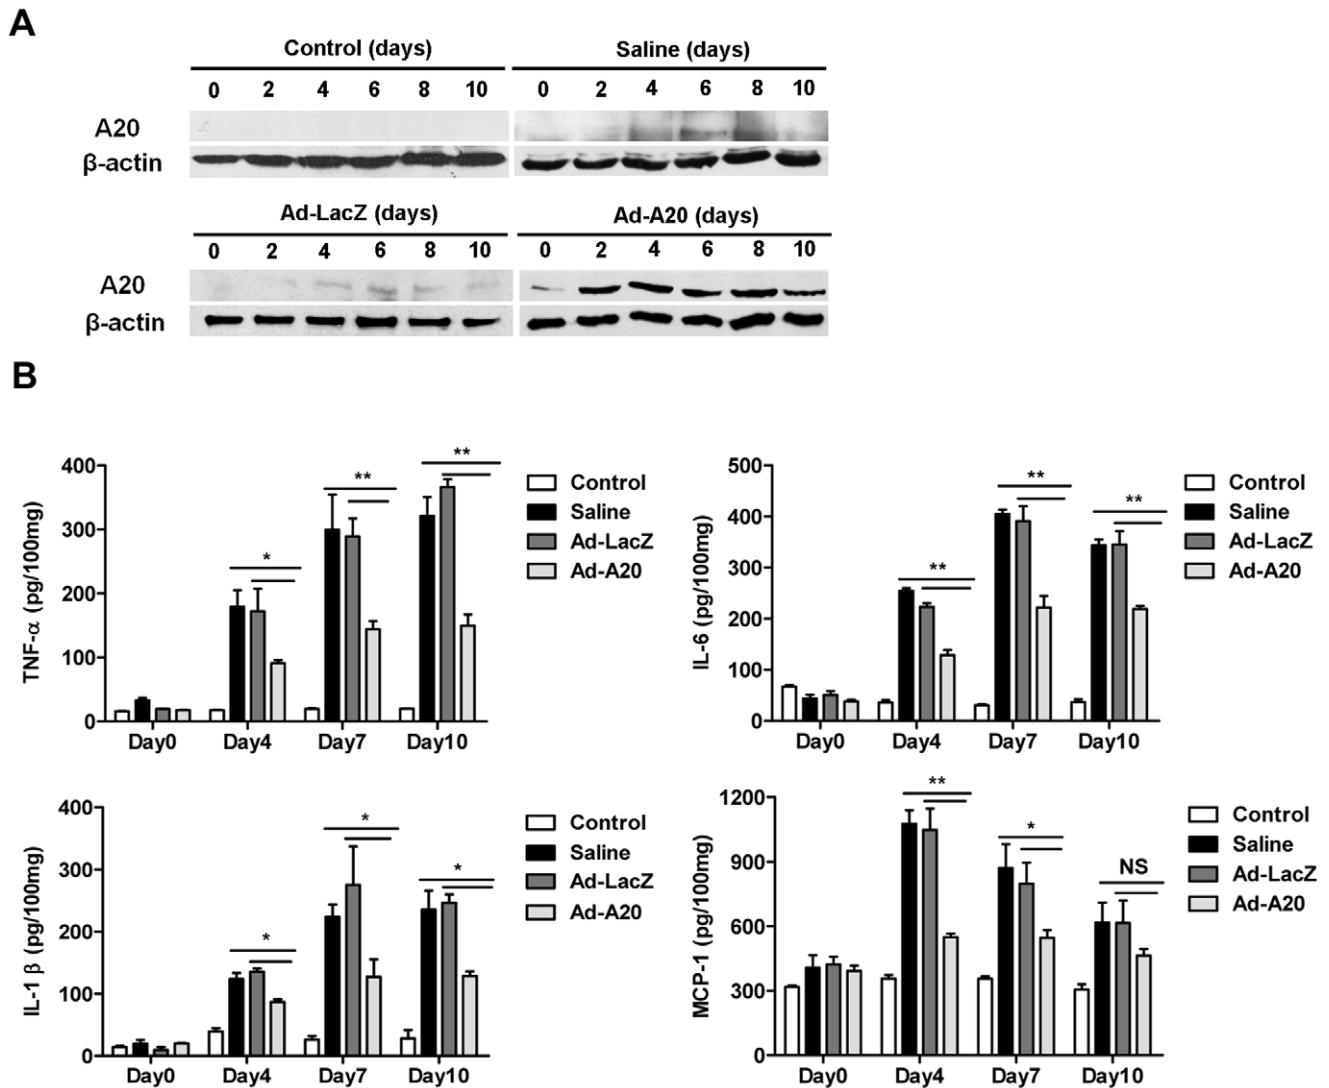 A
Control (days)
Saline (days)
0 2 4 6 8 10
0 2 4 6 8 10
A20
β-actin
Ad-LacZ (days)
Ad-A20 (days)
0 2 4 6 8 10
0 2 4 6 8 10
A20
β-actin
B
TNF-α (pg/100mg)
400
300
200
100
0
*
**
**
Day0 Day4 Day7 Day10
Control
Saline
Ad-LacZ
Ad-A20
IL-6 (pg/100mg)
500
400
300
200
100
0
**
**
**
Day0 Day4 Day7 Day10
Control
Saline
Ad-LacZ
Ad-A20
IL-1 β (pg/100mg)
400
300
200
100
0
*
*
*
Day0 Day4 Day7 Day10
Control
Saline
Ad-LacZ
Ad-A20
MCP-1 (pg/100mg)
1200
900
600
300
0
**
*
NS
Day0 Day4 Day7 Day10
Control
Saline
Ad-LacZ
Ad-A20